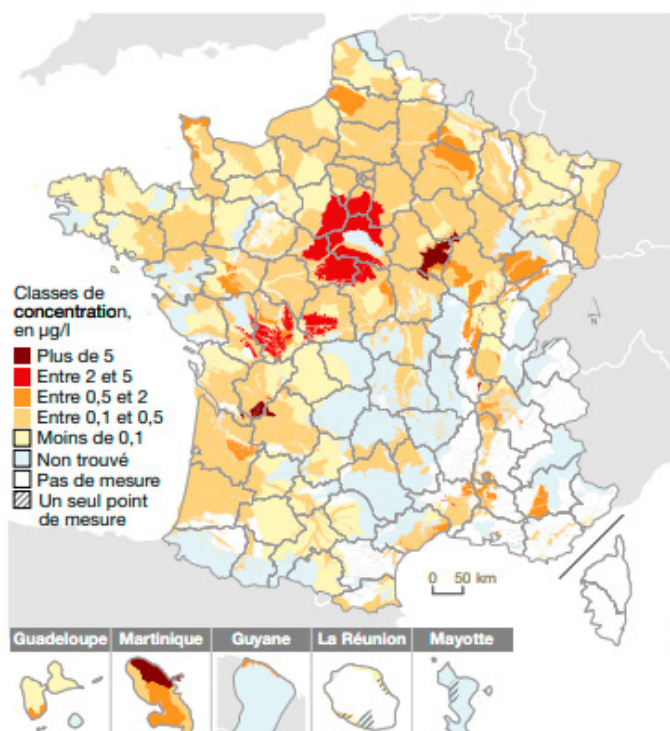 Classes de
concentration,
en µg/l
Plus de 5
Entre 2 et 5
Entre 0,5 et 2
Entre 0,1 et 0,5
Moins de 0,1
Non trouvé
Pas de mesure
Un seul point
de mesure
N
0 50 km
Guadeloupe Martinique Guyane La Réunion Mayotte